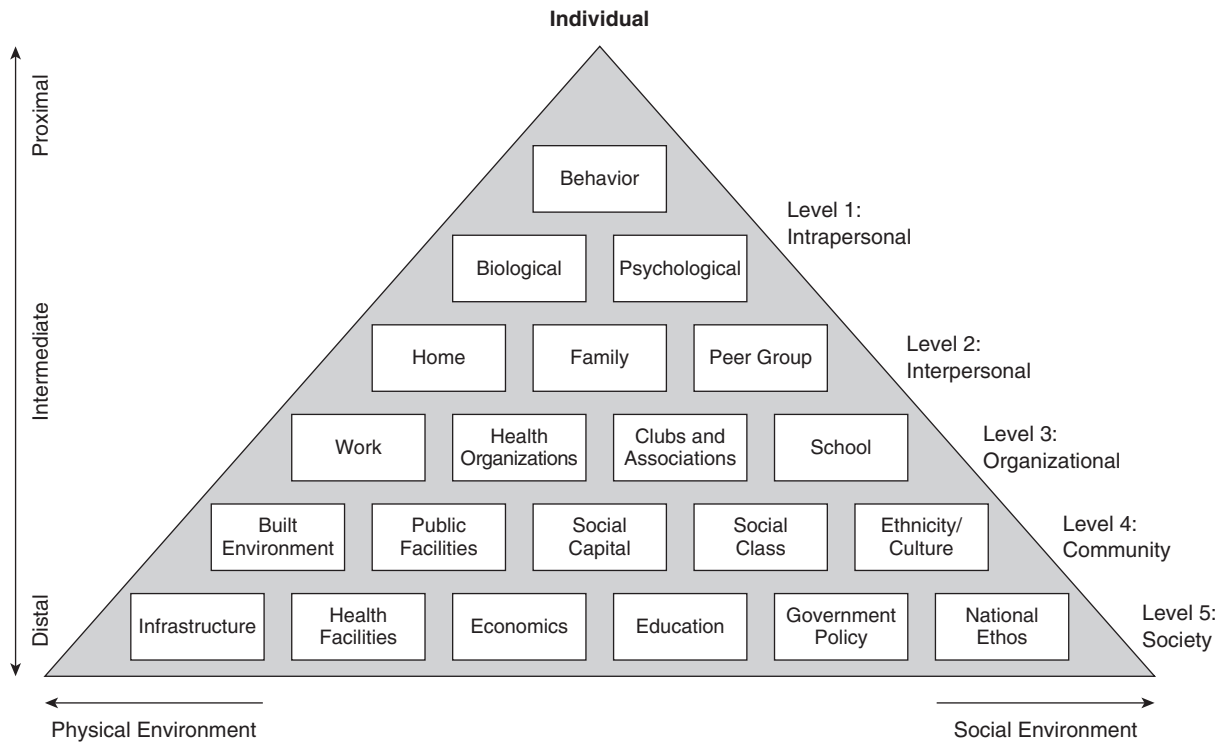 Individual
Proximal
Intermediate
Distal
Behavior
Level 1:
Intrapersonal
Biological
Psychological
Home
Family
Peer Group
Level 2:
Interpersonal
Work
Health
Organizations
Clubs and
Associations
School
Level 3:
Organizational
Built
Environment
Public
Facilities
Social
Capital
Social
Class
Ethnicity/
Culture
Level 4:
Community
Infrastructure
Health
Facilities
Economics
Education
Government
Policy
National
Ethos
Level 5:
Society
Physical Environment
Social Environment